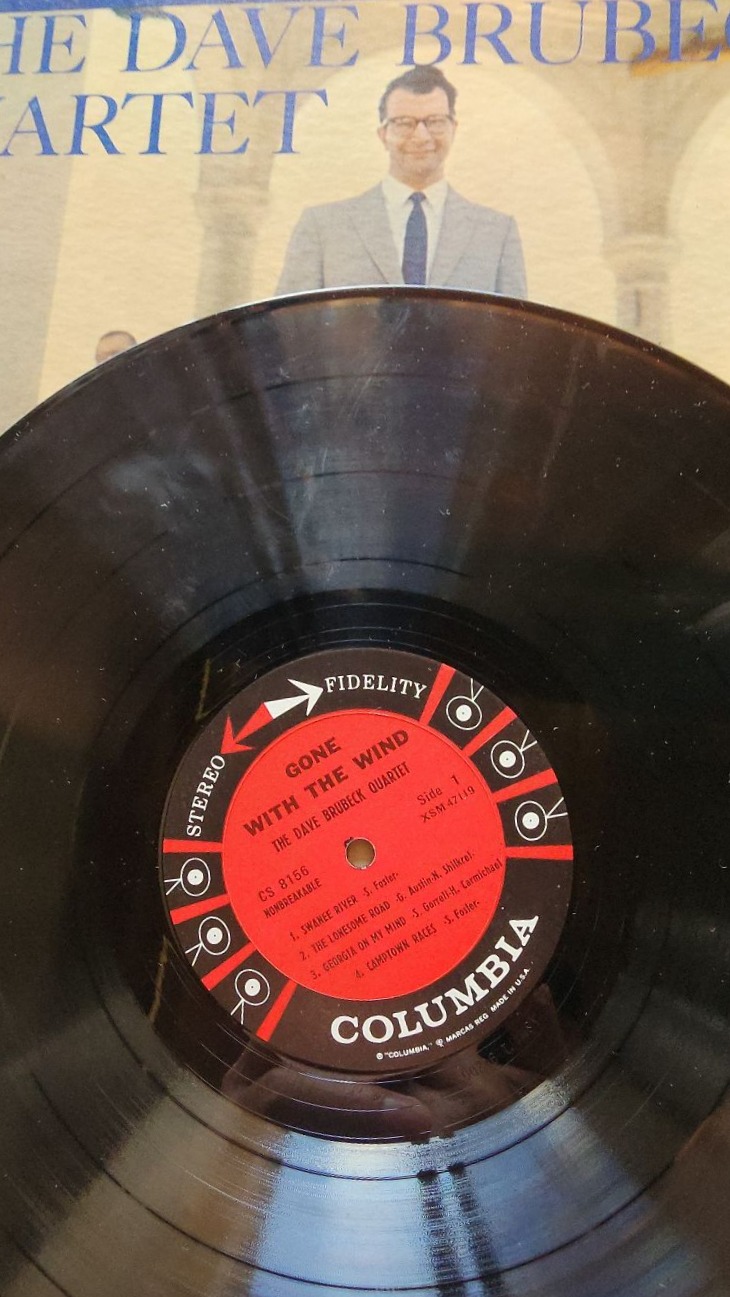 HE DAVE BRUBEC
ARTET
STEREO FIDELITY
GONE
WITH THE WIND
THE DAVE BRUBECK QUARTET
Side 1
XSM 47119
CS 8156
NONBREAKABLE
1. SWANEE RIVER -S. Foster-
2. THE LONESOME ROAD -G. Austin-N. Shilkret-
3. GEORGIA ON MY MIND -S. Gorrell-H. Carmichael
4. CAMPTOWN RACES -S. Foster-
COLUMBIA
® "COLUMBIA," MARCAS REG. MADE IN U.S.A.